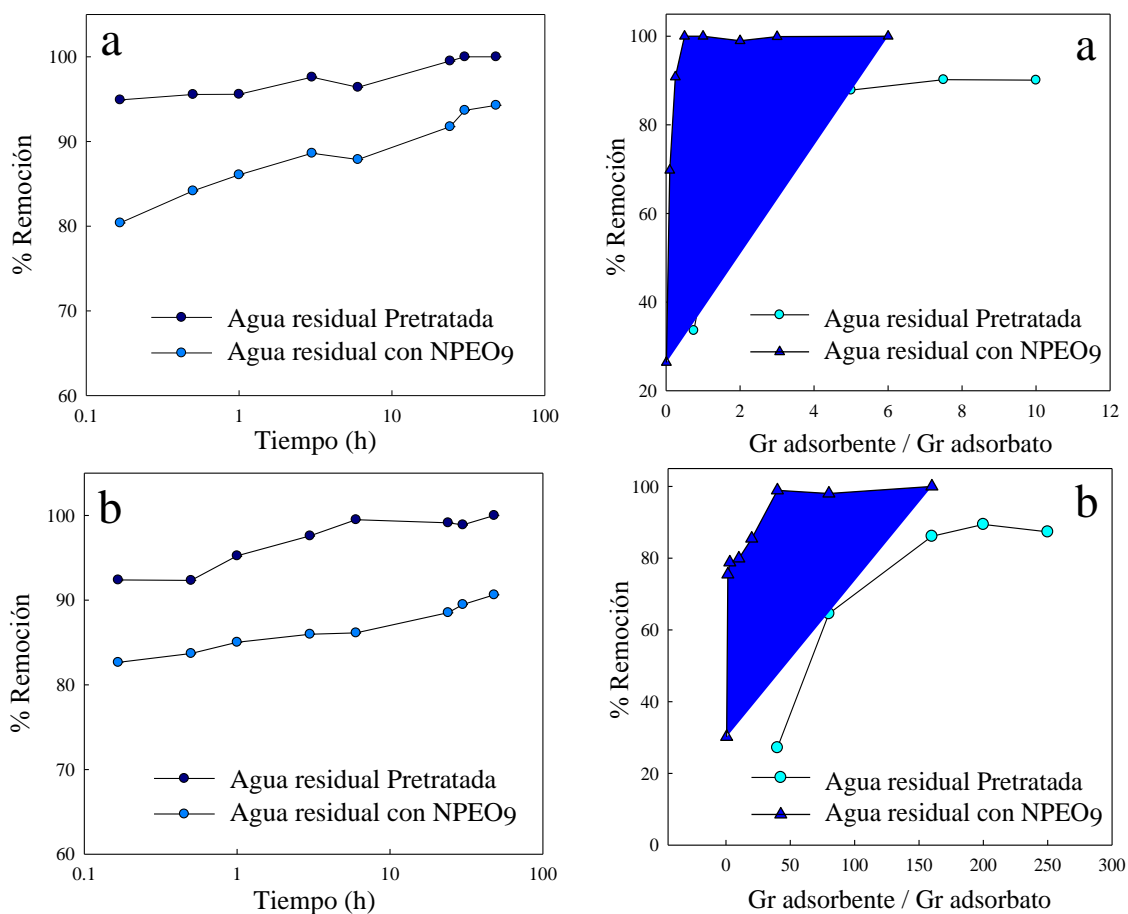 a
100
90
80
70
60
% Remoción
Agua residual Pretratada
Agua residual con NPEO9
0.1
1
10
100
Tiempo (h)
a
100
80
60
40
20
% Remoción
Agua residual Pretratada
Agua residual con NPEO9
0
2
4
6
8
10
12
Gr adsorbente / Gr adsorbato
b
100
90
80
70
60
% Remoción
Agua residual Pretratada
Agua residual con NPEO9
0.1
1
10
100
Tiempo (h)
b
100
80
60
40
20
0
% Remoción
Agua residual Pretratada
Agua residual con NPEO9
0
50
100
150
200
250
300
Gr adsorbente / Gr adsorbato